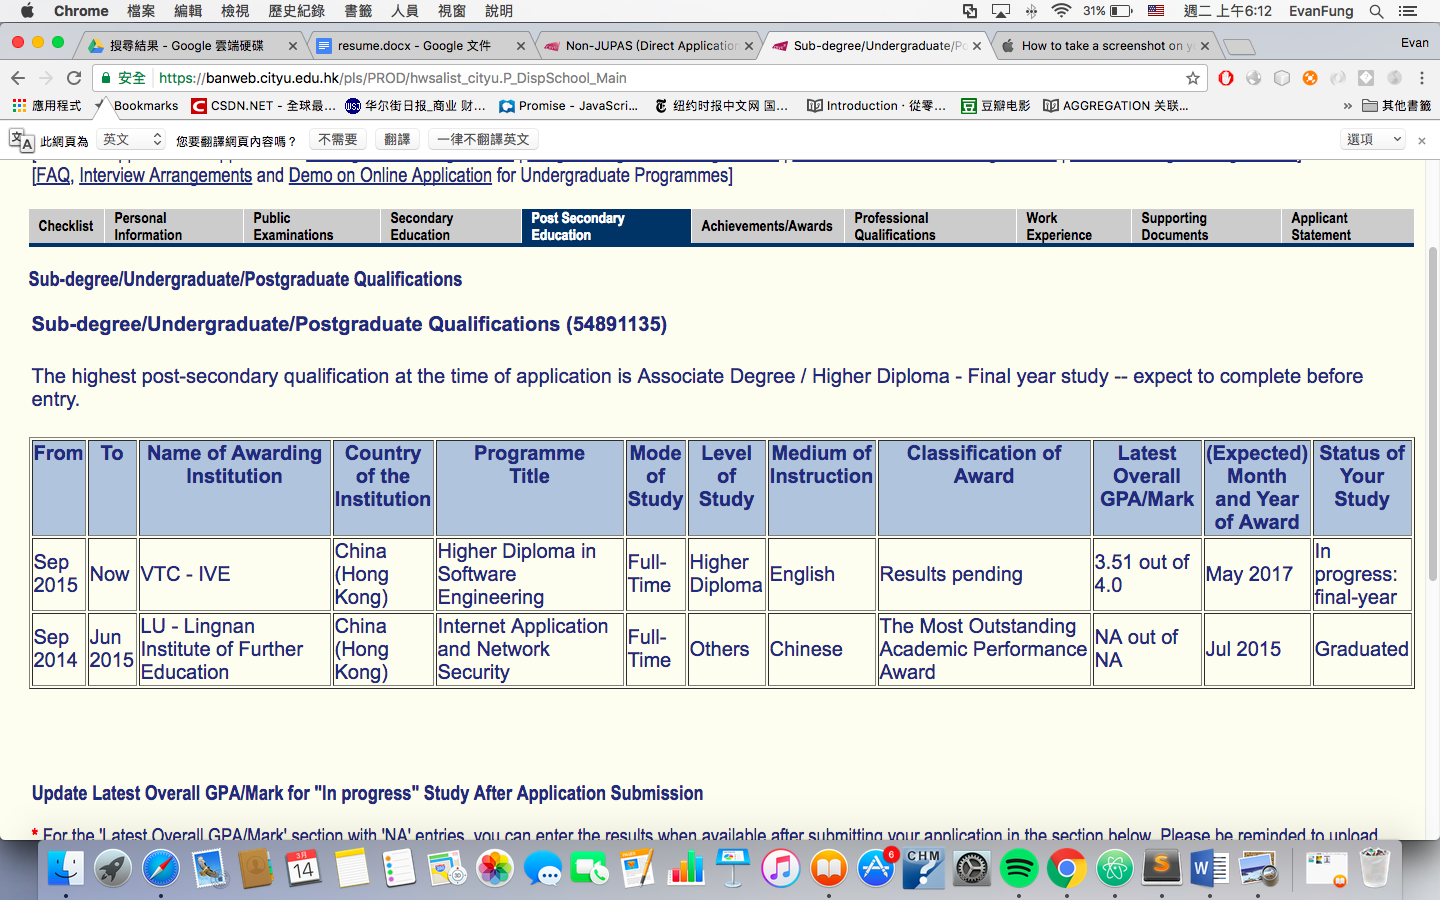 Chrome 檔案 編輯 檢視 歷史紀錄 書籤 人員 視窗 說明 31% 週二 上午6:12 EvanFung
搜尋結果 - Google 雲端硬碟 resume.docx - Google 文件 Non-JUPAS (Direct Application Sub-degree/Undergraduate/Po How to take a screenshot on yo Evan
安全 https://banweb.cityu.edu.hk/pls/PROD/hwsalist_cityu.P_DispSchool_Main
應用程式 Bookmarks CSDN.NET - 全球最... 华尔街日报_商业 财... Promise - JavaScri... 纽约时报中文网 国... Introduction · 從零... 豆瓣电影 AGGREGATION 关联... » 其他書籤
此網頁為 英文 您要翻譯網頁內容嗎？ 不需要 翻譯 一律不翻譯英文 選項
[FAQ, Interview Arrangements and Demo on Online Application for Undergraduate Programmes]
Checklist Personal Information Public Examinations Secondary Education Post Secondary Education Achievements/Awards Professional Qualifications Work Experience Supporting Documents Applicant Statement
Sub-degree/Undergraduate/Postgraduate Qualifications
Sub-degree/Undergraduate/Postgraduate Qualifications (54891135)
The highest post-secondary qualification at the time of application is Associate Degree / Higher Diploma - Final year study -- expect to complete before
entry.
From To Name of Awarding Institution Country of the Institution Programme Title Mode of Study Level of Study Medium of Instruction Classification of Award Latest Overall GPA/Mark (Expected) Month and Year of Award Status of Your Study
Sep 2015 Now VTC - IVE China (Hong Kong) Higher Diploma in Software Engineering Full-Time Higher Diploma English Results pending 3.51 out of 4.0 May 2017 In progress: final-year
Sep 2014 Jun 2015 LU - Lingnan Institute of Further Education China (Hong Kong) Internet Application and Network Security Full-Time Others Chinese The Most Outstanding Academic Performance Award NA out of NA Jul 2015 Graduated
Update Latest Overall GPA/Mark for "In progress" Study After Application Submission
* For the 'Latest Overall GPA/Mark' section with 'NA' entries, you can enter the results when available after submitting your application in the section below. Please be reminded to upload
3月 14 6 CHM